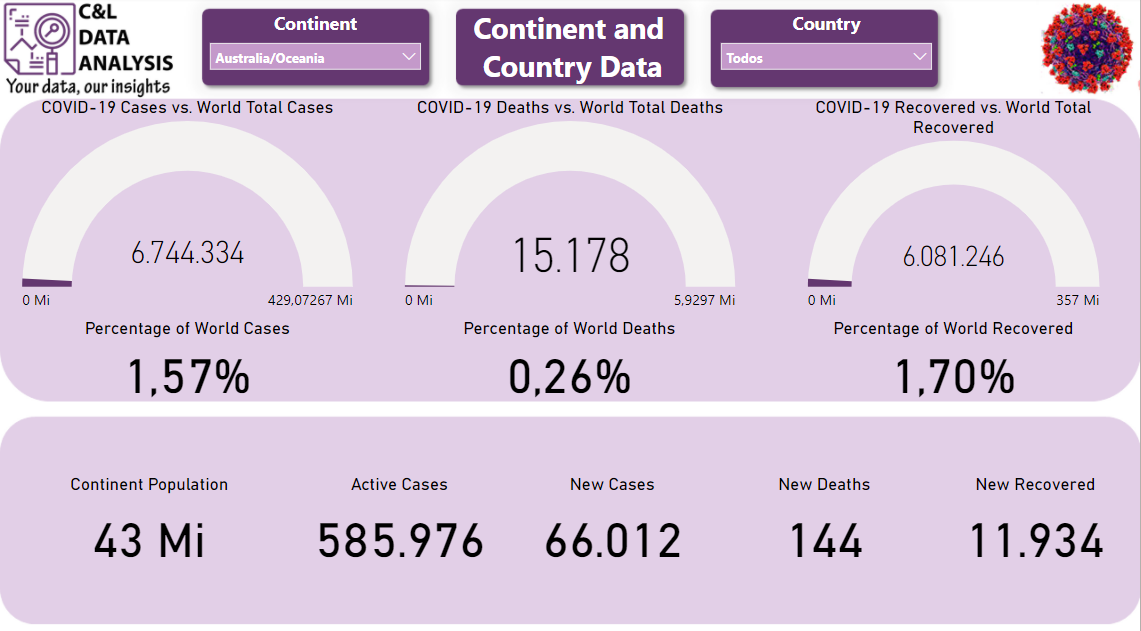 C&L
DATA
ANALYSIS
Your data, our insights
Continent
Australia/Oceania
Continent and
Country Data
Country
Todos
COVID-19 Cases vs. World Total Cases
6.744.334
0 Mi
429,07267 Mi
Percentage of World Cases
1,57%
COVID-19 Deaths vs. World Total Deaths
15.178
0 Mi
5,9297 Mi
Percentage of World Deaths
0,26%
COVID-19 Recovered vs. World Total
Recovered
6.081.246
0 Mi
357 Mi
Percentage of World Recovered
1,70%
Continent Population
43 Mi
Active Cases
585.976
New Cases
66.012
New Deaths
144
New Recovered
11.934